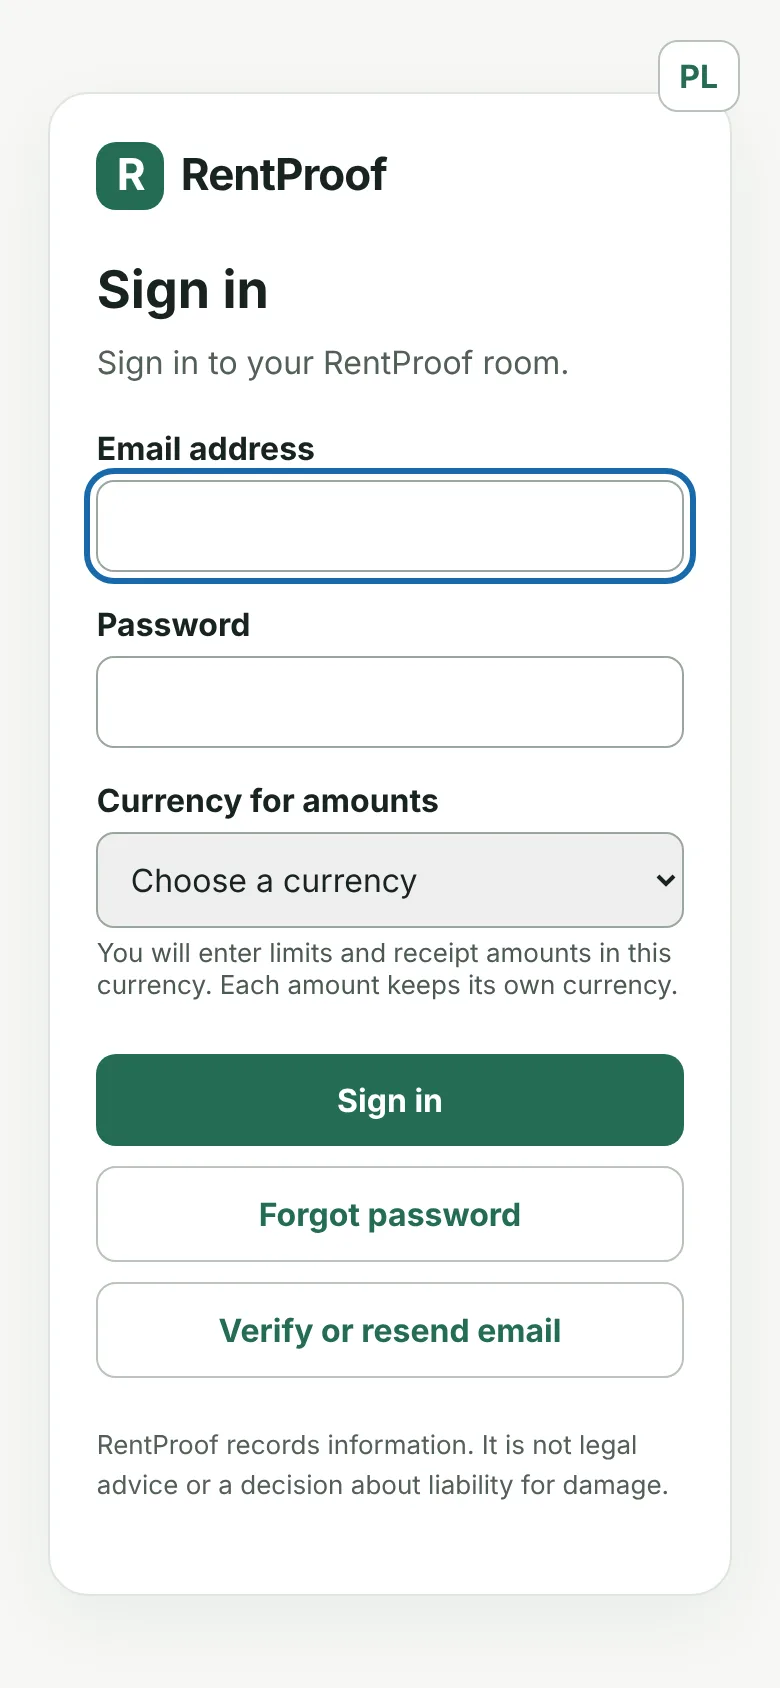 PL
R RentProof
Sign in
Sign in to your RentProof room.
Email address
Password
Currency for amounts
Choose a currency
You will enter limits and receipt amounts in this
currency. Each amount keeps its own currency.
Sign in
Forgot password
Verify or resend email
RentProof records information. It is not legal
advice or a decision about liability for damage.